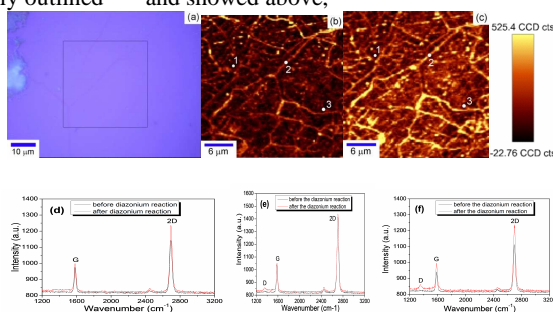 y outlined and showed above,
(a)
10 µm
(b)
1
2
3
6 µm
(c)
1
2
3
6 µm
525.4 CCD cts
-22.76 CCD cts
(d)
before diazonium reaction
after diazonium reaction
2D
G
Intensity (a.u.)
1400
1300
1200
1100
1000
900
800
1200 1600 2000 2400 2800 3200
Wavenumber (cm-1)
(e)
before the diazonium reaction
after the diazonium reaction
2D
G
D
Intensity (a.u.)
1600
1400
1200
1000
800
1200 1600 2000 2400 2800 3200
Wavenumber (cm-1)
(f)
before the diazonium reaction
after the diazonium reaction
2D
G
D
Intensity (a.u.)
1400
1300
1200
1100
1000
900
800
1200 1600 2000 2400 2800 3200
Wavenumber (cm-1)